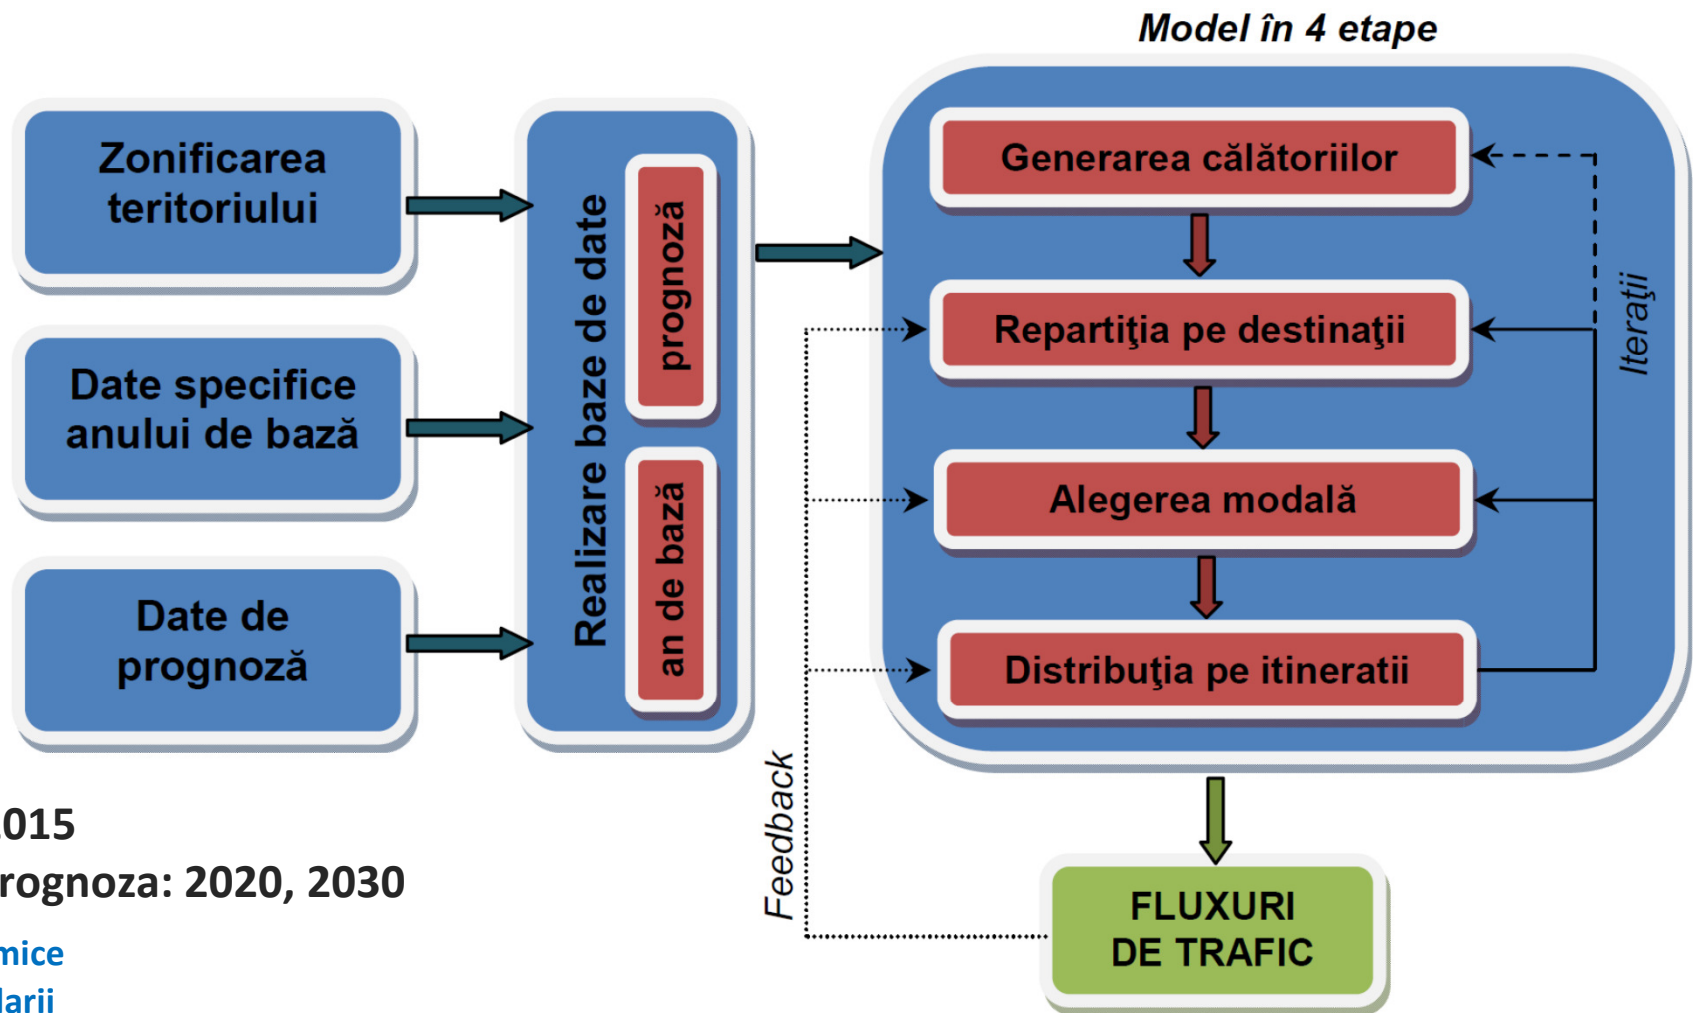 Model în 4 etape
Zonificarea
teritoriului
Date specifice
anului de bază
Date de
prognoză
Realizare baze de date
prognoză
an de bază
Generarea călătoriilor
Repartiţia pe destinaţii
Alegerea modală
Distribuţia pe itineratii
Iteraţii
Feedback
FLUXURI
DE TRAFIC
2015
rognoza: 2020, 2030
mice
larii